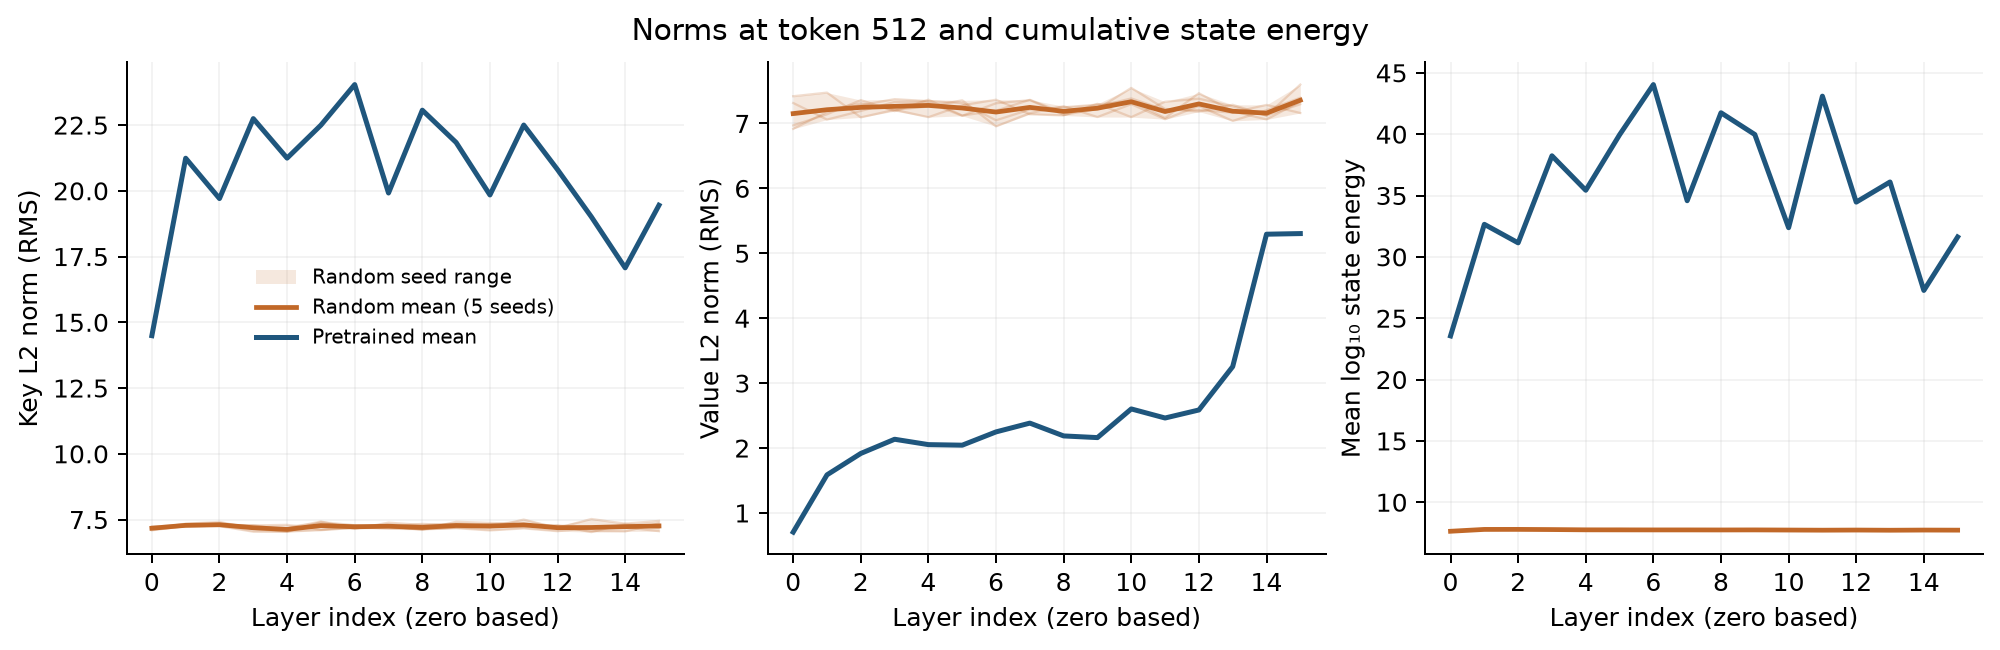 Norms at token 512 and cumulative state energy
Key L2 norm (RMS)
22.5
20.0
17.5
15.0
12.5
10.0
7.5
Random seed range
Random mean (5 seeds)
Pretrained mean
0 2 4 6 8 10 12 14
Layer index (zero based)
Value L2 norm (RMS)
7
6
5
4
3
2
1
0 2 4 6 8 10 12 14
Layer index (zero based)
Mean log₁₀ state energy
45
40
35
30
25
20
15
10
0 2 4 6 8 10 12 14
Layer index (zero based)